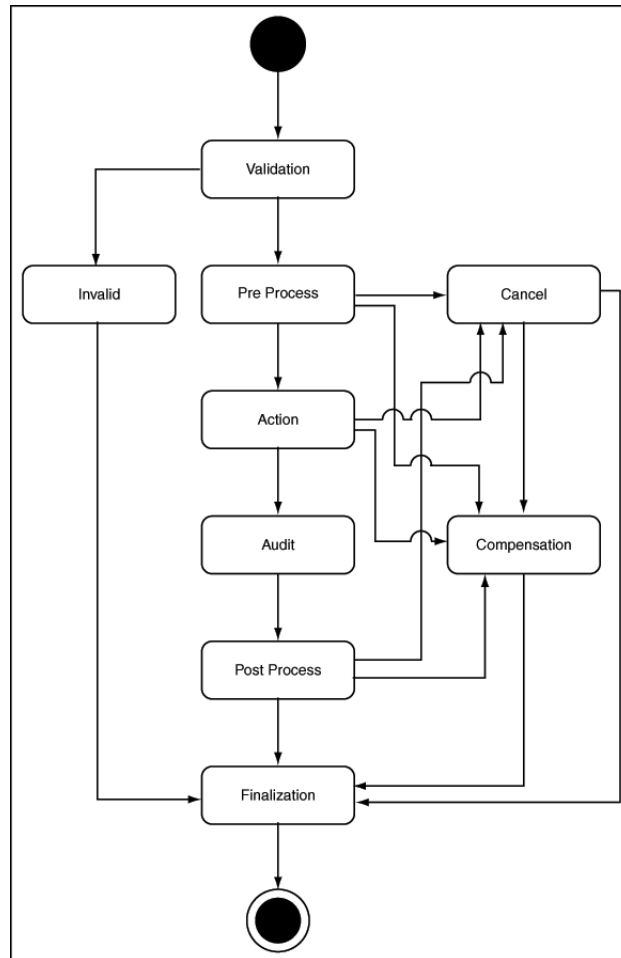 Validation
Invalid
Pre Process
Cancel
Action
Audit
Compensation
Post Process
Finalization